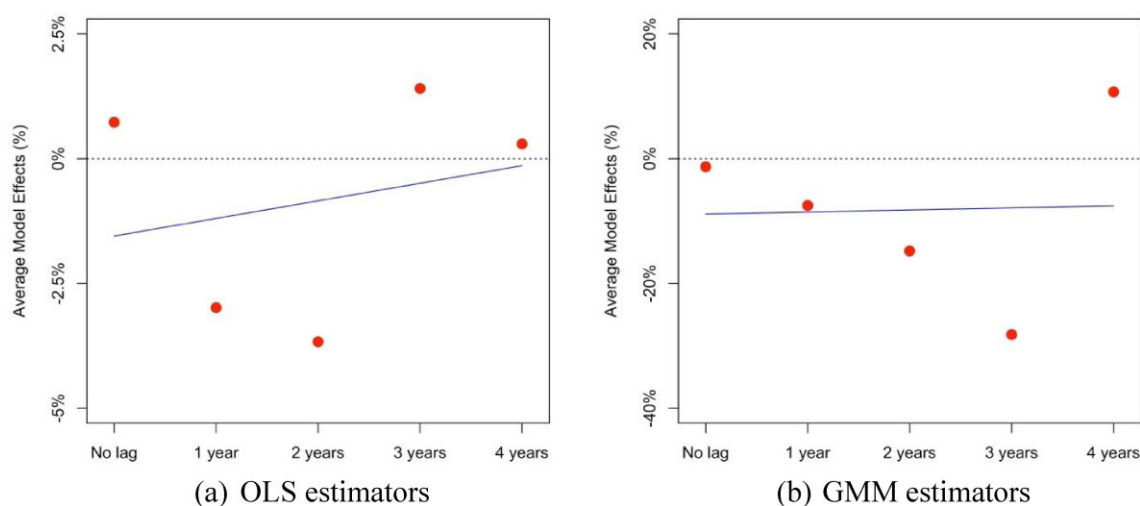 Average Model Effects (%)
2.5%
0%
-2.5%
-5%
No lag 1 year 2 years 3 years 4 years
(a) OLS estimators
Average Model Effects (%)
20%
0%
-20%
-40%
No lag 1 year 2 years 3 years 4 years
(b) GMM estimators